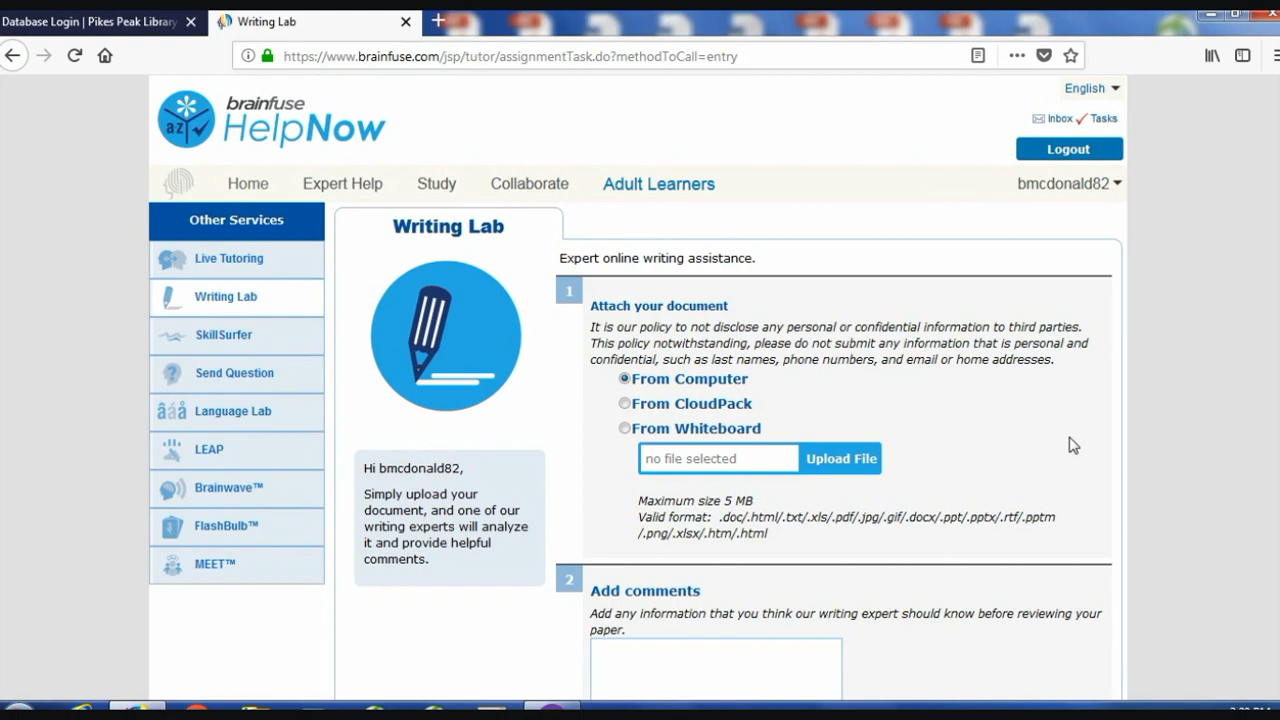 Database Login | Pikes Peak Library
Writing Lab
https://www.brainfuse.com/jsp/tutor/assignmentTask.do?methodToCall=entry
English
brainfuse
HelpNow
az
Inbox Tasks
Logout
Home Expert Help Study Collaborate Adult Learners bmcdonald82
Other Services
Live Tutoring
Writing Lab
SkillSurfer
Send Question
âäá Language Lab
LEAP
Brainwave™
FlashBulb™
MEET™
Writing Lab
Hi bmcdonald82,
Simply upload your
document, and one of our
writing experts will analyze
it and provide helpful
comments.
Expert online writing assistance.
1
Attach your document
It is our policy to not disclose any personal or confidential information to third parties.
This policy notwithstanding, please do not submit any information that is personal and
confidential, such as last names, phone numbers, and email or home addresses.
From Computer
From CloudPack
From Whiteboard
no file selected Upload File
Maximum size 5 MB
Valid format: .doc/.html/.txt/.xls/.pdf/.jpg/.gif/.docx/.ppt/.pptx/.rtf/.pptm
/.png/.xlsx/.htm/.html
2
Add comments
Add any information that you think our writing expert should know before reviewing your
paper.